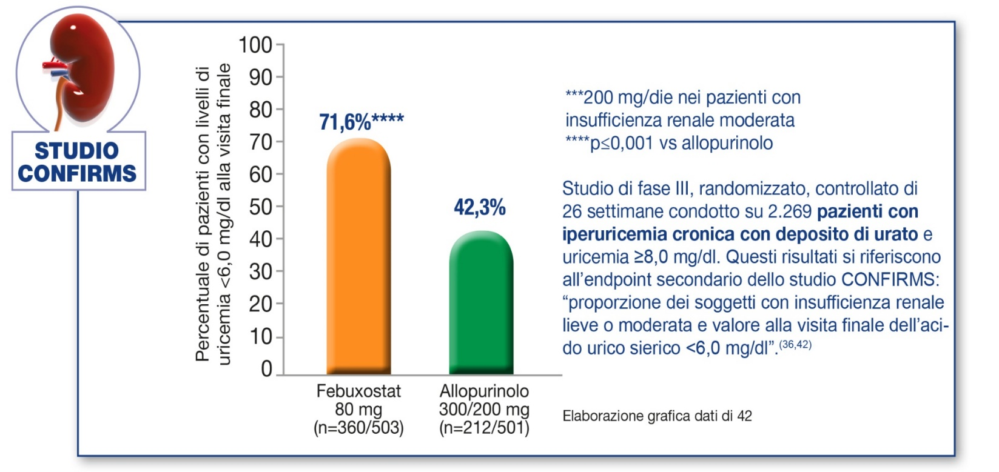 STUDIO
CONFIRMS
Percentuale di pazienti con livelli di
uricemia <6,0 mg/dl alla visita finale
100
90
80
70
60
50
40
30
20
10
0
71,6%****
42,3%
Febuxostat
80 mg
(n=360/503)
Allopurinolo
300/200 mg
(n=212/501)
***200 mg/die nei pazienti con
insufficienza renale moderata
****p≤0,001 vs allopurinolo
Studio di fase III, randomizzato, controllato di
26 settimane condotto su 2.269 pazienti con
iperuricemia cronica con deposito di urato e
uricemia ≥8,0 mg/dl. Questi risultati si riferiscono
all’endpoint secondario dello studio CONFIRMS:
“proporzione dei soggetti con insufficienza renale
lieve o moderata e valore alla visita finale dell’aci-
do urico sierico <6,0 mg/dl”.(36,42)
Elaborazione grafica dati di 42